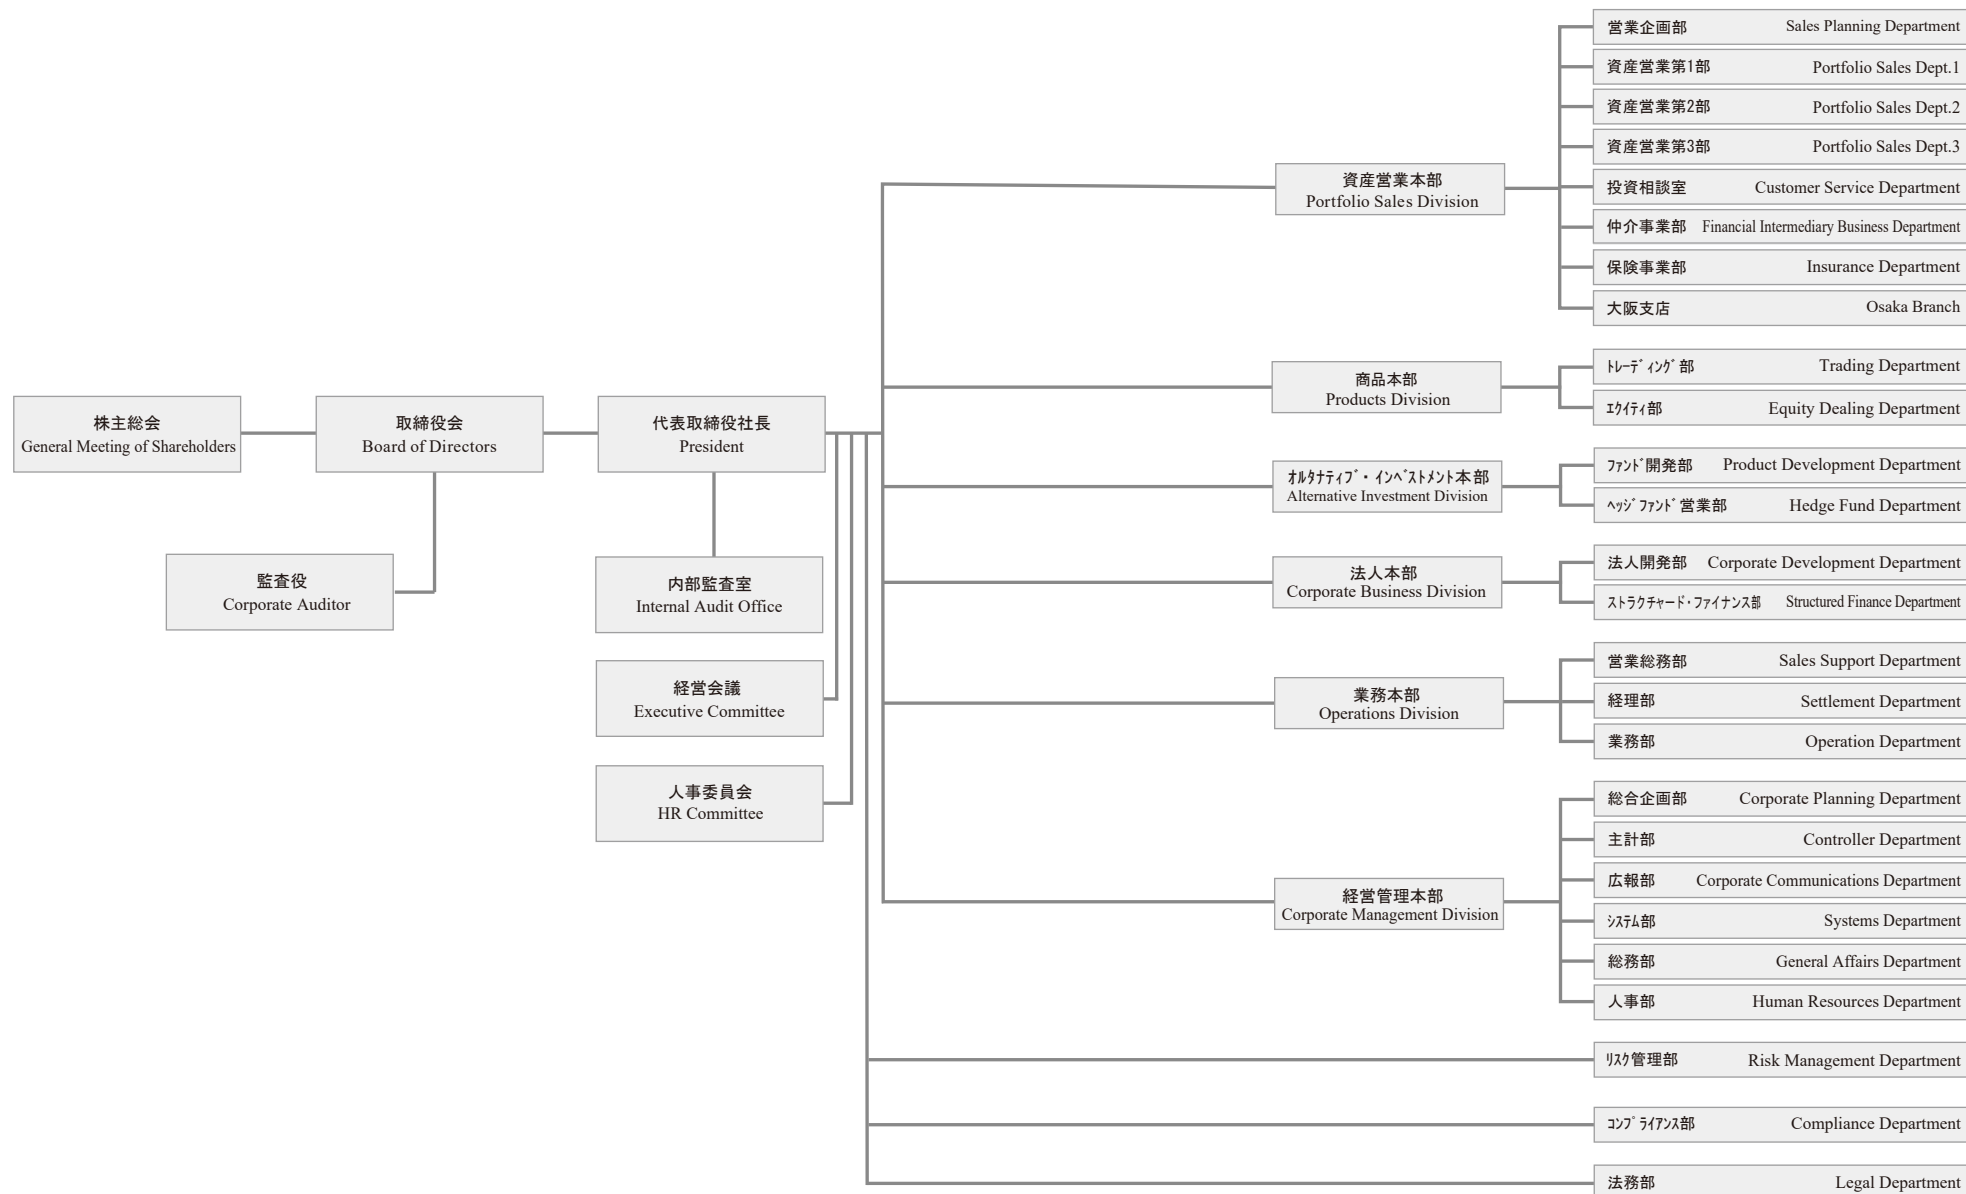 株主総会
General Meeting of Shareholders
取締役会
Board of Directors
代表取締役社長
President
監査役
Corporate Auditor
内部監査室
Internal Audit Office
経営会議
Executive Committee
人事委員会
HR Committee
資産営業本部
Portfolio Sales Division
営業企画部 Sales Planning Department
資産営業第1部 Portfolio Sales Dept.1
資産営業第2部 Portfolio Sales Dept.2
資産営業第3部 Portfolio Sales Dept.3
投資相談室 Customer Service Department
仲介事業部 Financial Intermediary Business Department
保険事業部 Insurance Department
大阪支店 Osaka Branch
商品本部
Products Division
ﾄﾚｰﾃﾞｨﾝｸﾞ部 Trading Department
ｴｸｲﾃｨ部 Equity Dealing Department
ｵﾙﾀﾅﾃｨﾌﾞ・ｲﾝﾍﾞｽﾄﾒﾝﾄ本部
Alternative Investment Division
ﾌｧﾝﾄﾞ開発部 Product Development Department
ﾍｯｼﾞﾌｧﾝﾄﾞ営業部 Hedge Fund Department
法人本部
Corporate Business Division
法人開発部 Corporate Development Department
ストラクチャード・ファイナンス部 Structured Finance Department
業務本部
Operations Division
営業総務部 Sales Support Department
経理部 Settlement Department
業務部 Operation Department
経営管理本部
Corporate Management Division
総合企画部 Corporate Planning Department
主計部 Controller Department
広報部 Corporate Communications Department
ｼｽﾃﾑ部 Systems Department
総務部 General Affairs Department
人事部 Human Resources Department
ﾘｽｸ管理部 Risk Management Department
ｺﾝﾌﾟﾗｲｱﾝｽ部 Compliance Department
法務部 Legal Department